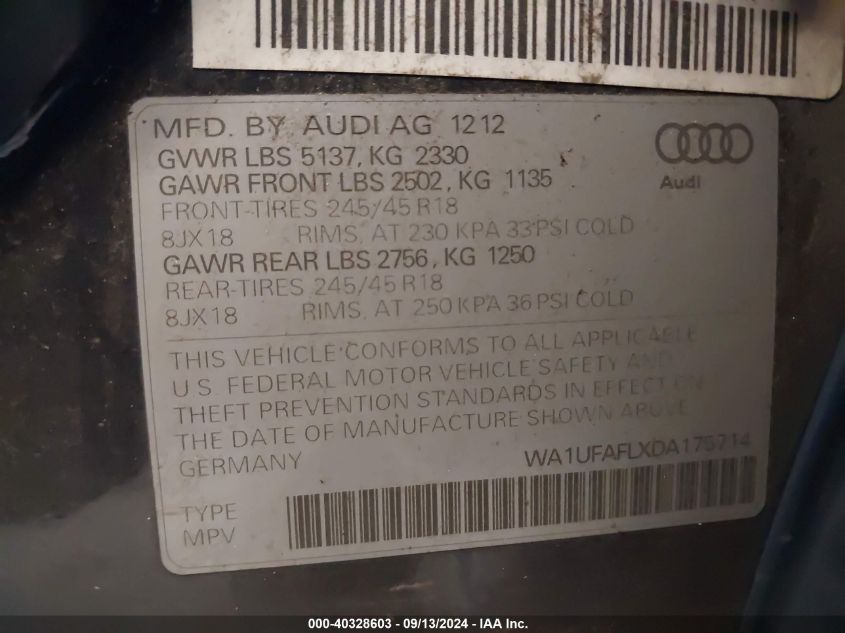 MFD. BY AUDI AG 12 12
GVWR LBS 5137, KG 2330
GAWR FRONT LBS 2502, KG 1135
FRONT-TIRES 245/45 R18
8JX18 RIMS, AT 230 KPA 33 PSI COLD
GAWR REAR LBS 2756, KG 1250
REAR-TIRES 245/45 R18
8JX18 RIMS, AT 250 KPA 36 PSI COLD
Audi
THIS VEHICLE CONFORMS TO ALL APPLICABLE
U.S. FEDERAL MOTOR VEHICLE SAFETY AND
THEFT PREVENTION STANDARDS IN EFFECT ON
THE DATE OF MANUFACTURE SHOWN ABOVE
GERMANY WA1UFAFLXDA175714
TYPE
MPV
000-40328603 - 09/13/2024 - IAA Inc.